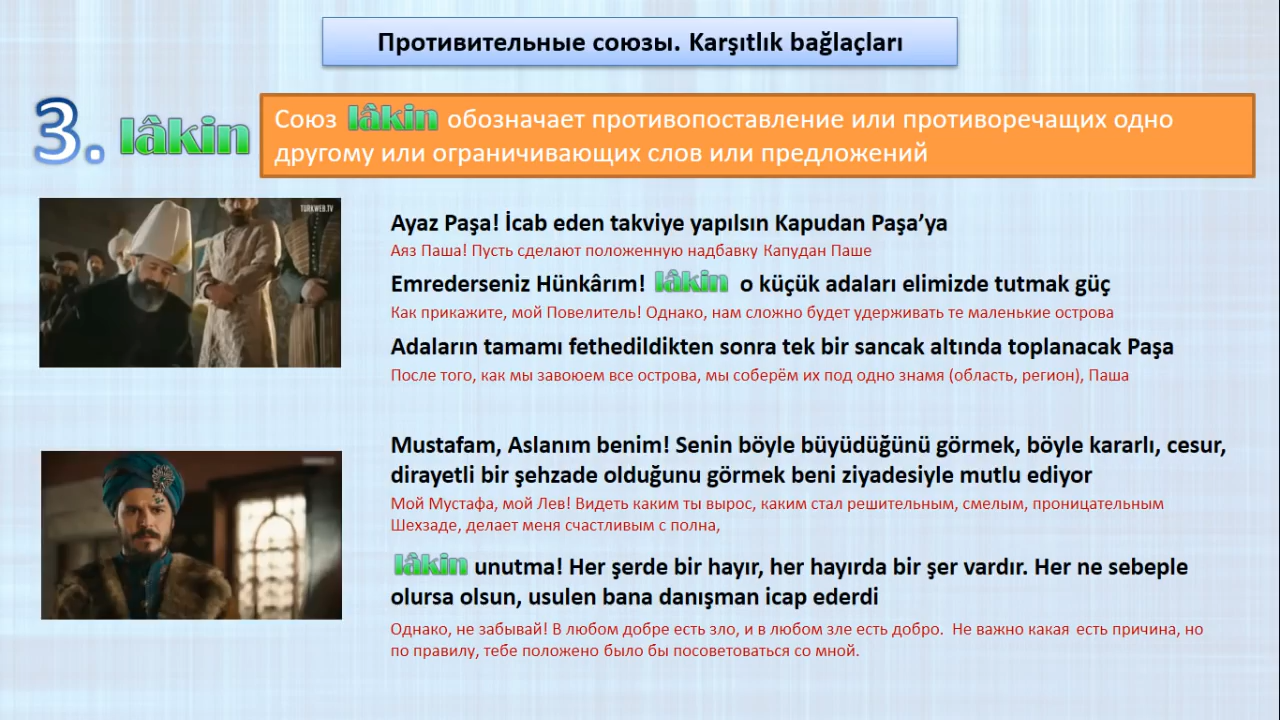 Противительные союзы. Karşıtlık bağlaçları
3. lâkin
Союз lâkin обозначает противопоставление или противоречащих одно
другому или ограничивающих слов или предложений
TURKWEB.TV
Ayaz Paşa! İcab eden takviye yapılsın Kapudan Paşa’ya
Аяз Паша! Пусть сделают положенную надбавку Капудан Паше
Emrederseniz Hünkârım! lâkin o küçük adaları elimizde tutmak güç
Как прикажите, мой Повелитель! Однако, нам сложно будет удерживать те маленькие острова
Adaların tamamı fethedildikten sonra tek bir sancak altında toplanacak Paşa
После того, как мы завоюем все острова, мы соберём их под одно знамя (область, регион), Паша
Mustafam, Aslanım benim! Senin böyle büyüdüğünü görmek, böyle kararlı, cesur,
dirayetli bir şehzade olduğunu görmek beni ziyadesiyle mutlu ediyor
Мой Мустафа, мой Лев! Видеть каким ты вырос, каким стал решительным, смелым, проницательным
Шехзаде, делает меня счастливым с полна,
lâkin unutma! Her şerde bir hayır, her hayırda bir şer vardır. Her ne sebeple
olursa olsun, usulen bana danışman icap ederdi
Однако, не забывай! В любом добре есть зло, и в любом зле есть добро. Не важно какая есть причина, но
по правилу, тебе положено было бы посоветоваться со мной.